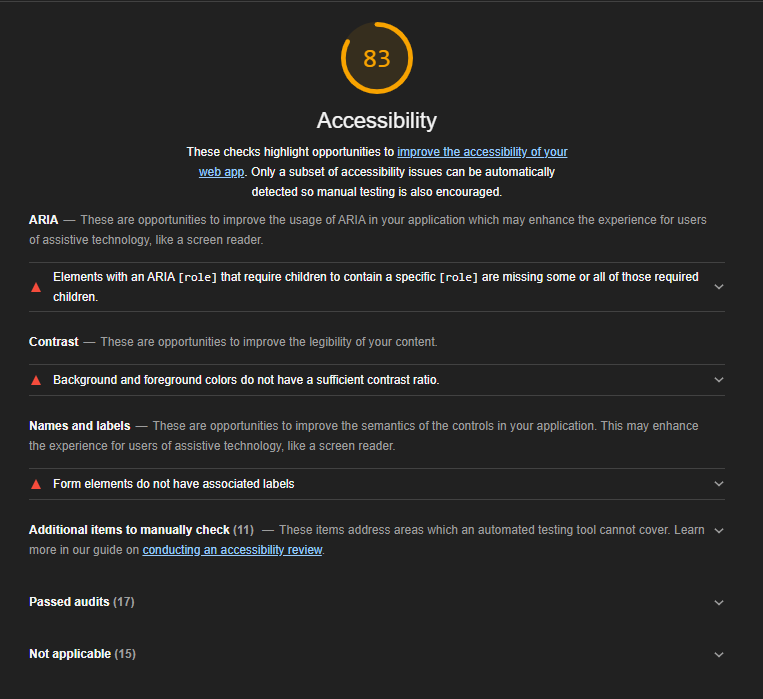 83
Accessibility
These checks highlight opportunities to improve the accessibility of your
web app. Only a subset of accessibility issues can be automatically
detected so manual testing is also encouraged.
ARIA — These are opportunities to improve the usage of ARIA in your application which may enhance the experience for users
of assistive technology, like a screen reader.
Elements with an ARIA [role] that require children to contain a specific [role] are missing some or all of those required
children.
Contrast — These are opportunities to improve the legibility of your content.
Background and foreground colors do not have a sufficient contrast ratio.
Names and labels — These are opportunities to improve the semantics of the controls in your application. This may enhance
the experience for users of assistive technology, like a screen reader.
Form elements do not have associated labels
Additional items to manually check (11) — These items address areas which an automated testing tool cannot cover. Learn
more in our guide on conducting an accessibility review.
Passed audits (17)
Not applicable (15)